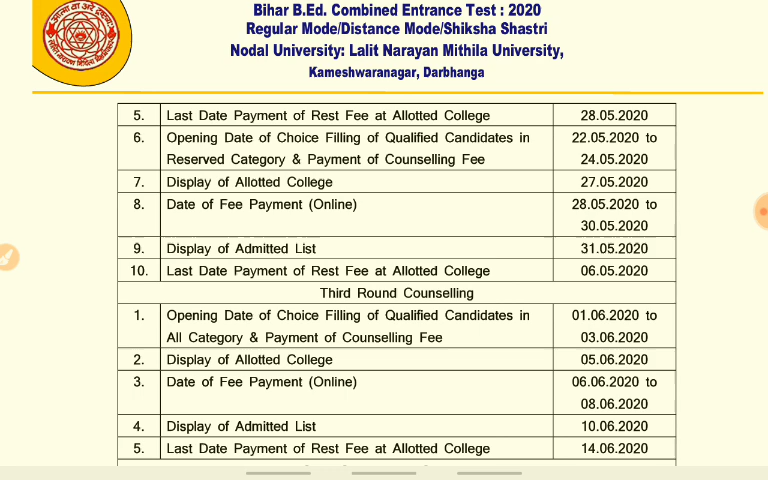 Bihar B.Ed. Combined Entrance Test : 2020
Regular Mode/Distance Mode/Shiksha Shastri
Nodal University: Lalit Narayan Mithila University,
Kameshwaranagar, Darbhanga
5. Last Date Payment of Rest Fee at Allotted College 28.05.2020
6. Opening Date of Choice Filling of Qualified Candidates in 22.05.2020 to
Reserved Category & Payment of Counselling Fee 24.05.2020
7. Display of Allotted College 27.05.2020
8. Date of Fee Payment (Online) 28.05.2020 to
30.05.2020
9. Display of Admitted List 31.05.2020
10. Last Date Payment of Rest Fee at Allotted College 06.05.2020
Third Round Counselling
1. Opening Date of Choice Filling of Qualified Candidates in 01.06.2020 to
All Category & Payment of Counselling Fee 03.06.2020
2. Display of Allotted College 05.06.2020
3. Date of Fee Payment (Online) 06.06.2020 to
08.06.2020
4. Display of Admitted List 10.06.2020
5. Last Date Payment of Rest Fee at Allotted College 14.06.2020